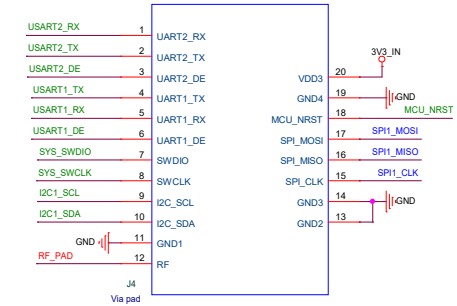 USART2_RX 1 UART2_RX
USART2_TX 2 UART2_TX
USART2_DE 3 UART2_DE
USART1_TX 4 UART1_TX
USART1_RX 5 UART1_RX
USART1_DE 6 UART1_DE
SYS_SWDIO 7 SWDIO
SYS_SWCLK 8 SWCLK
I2C1_SCL 9 I2C_SCL
I2C1_SDA 10 I2C_SDA
GND 11 GND1
RF_PAD 12 RF
3V3_IN
VDD3 20
GND4 19 GND
MCU_NRST 18 MCU_NRST
SPI_MOSI 17 SPI1_MOSI
SPI_MISO 16 SPI1_MISO
SPI_CLK 15 SPI1_CLK
GND3 14 GND
GND2 13
J4
Via pad